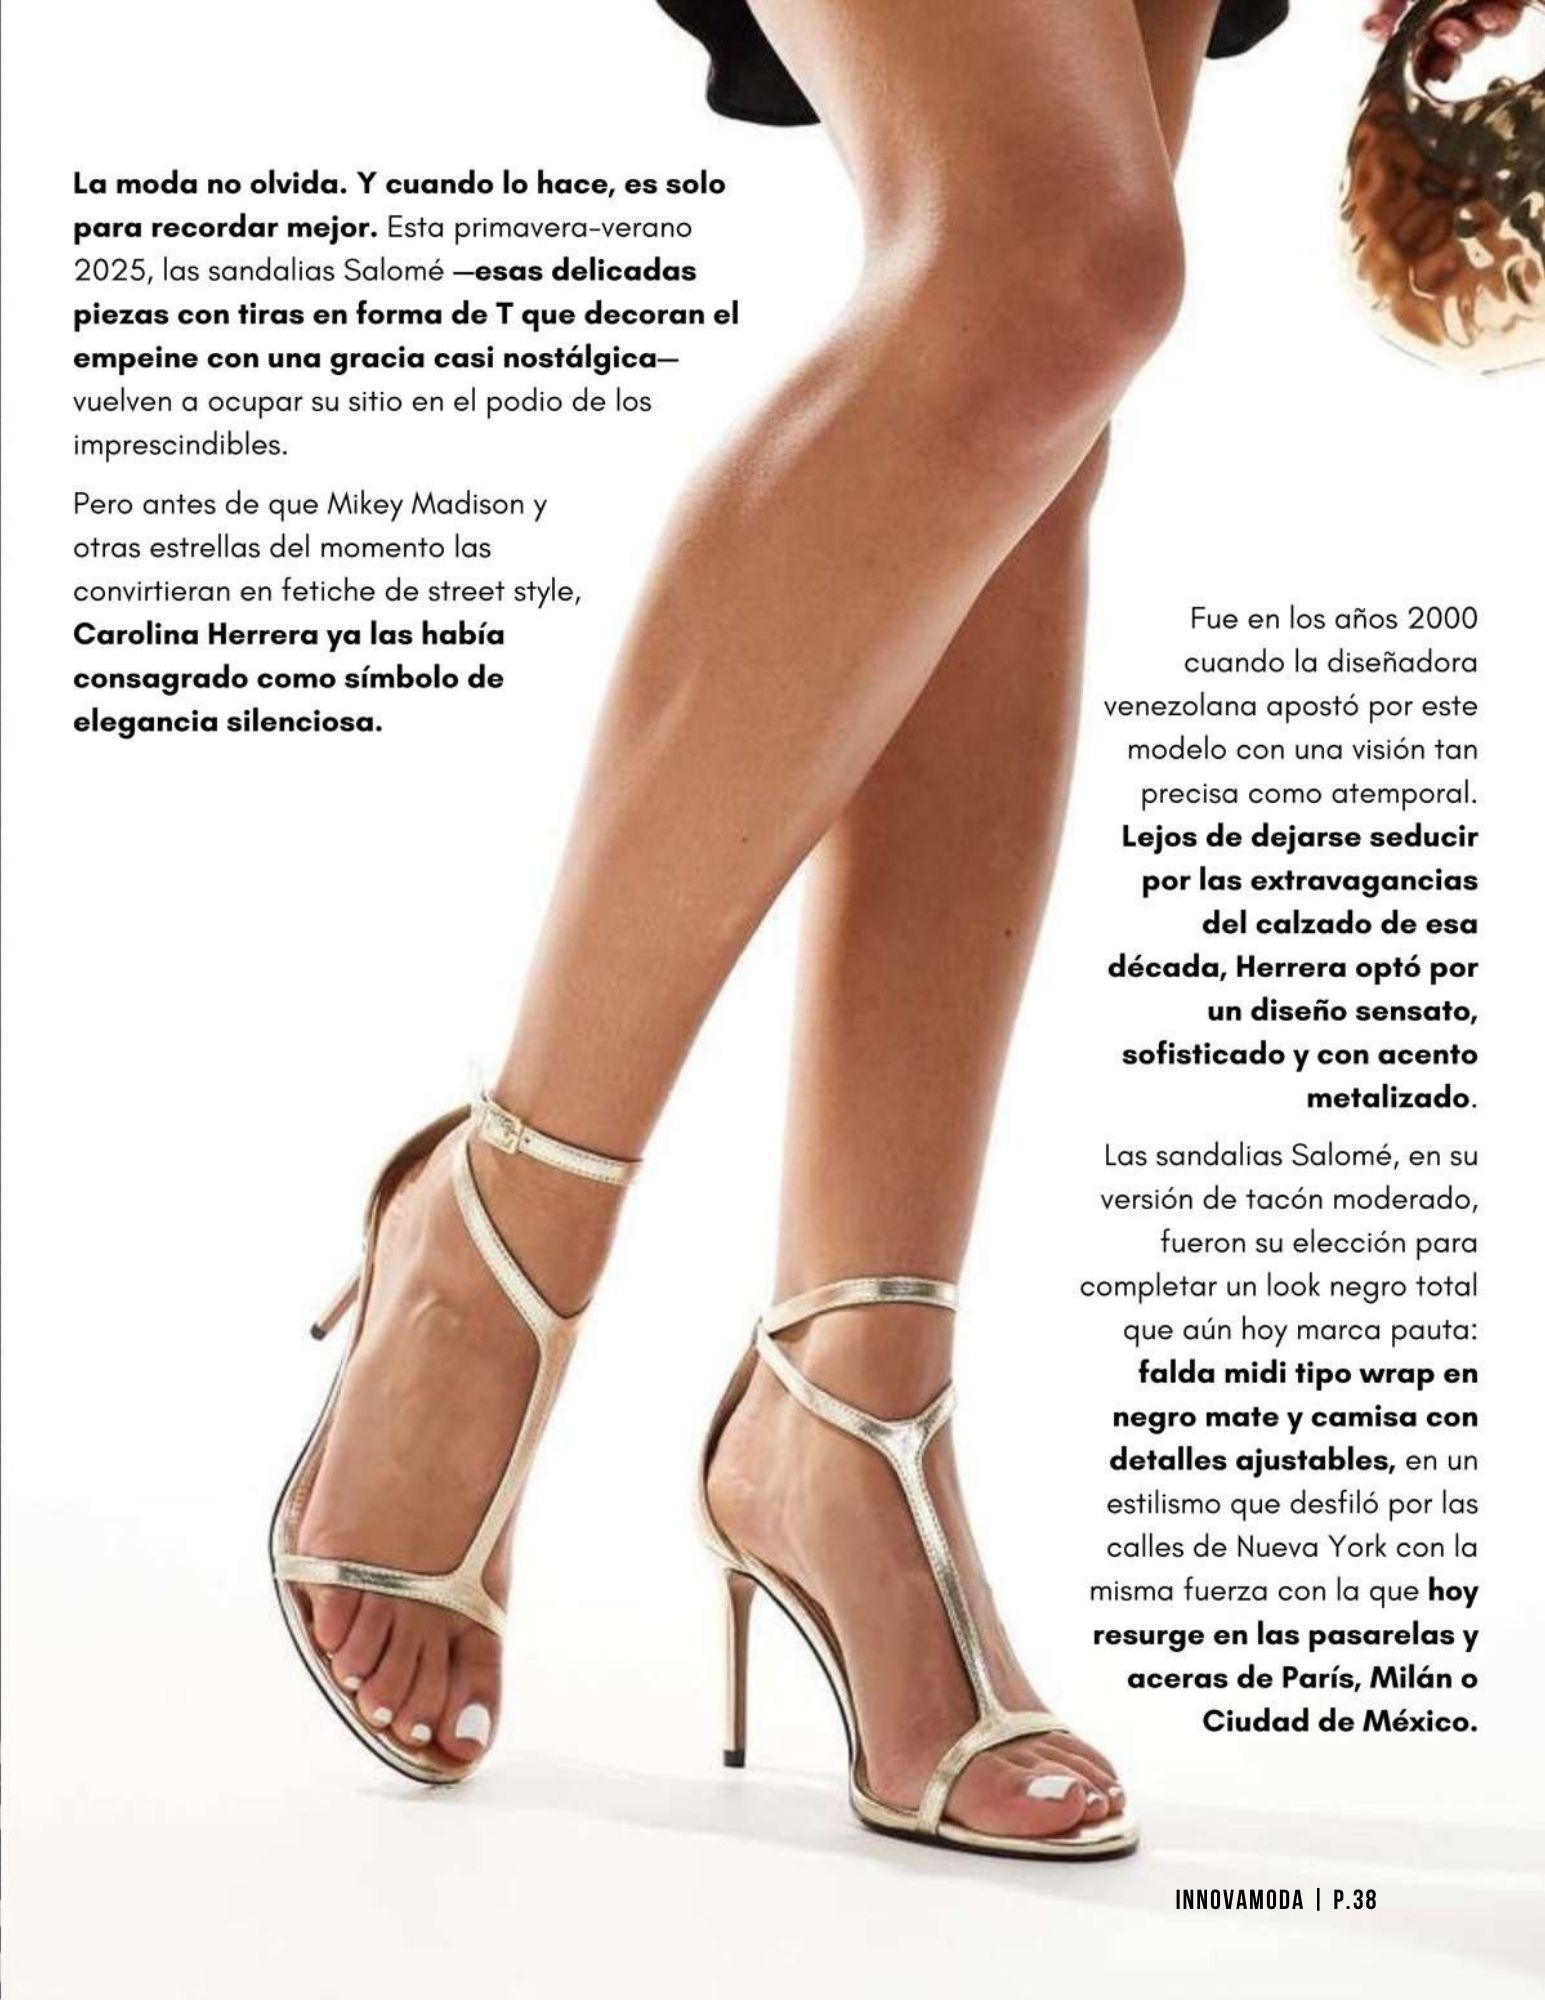 La moda no olvida. Y cuando lo hace, es solo
para recordar mejor. Esta primavera-verano
2025, las sandalias Salomé —esas delicadas
piezas con tiras en forma de T que decoran el
empeine con una gracia casi nostálgica—
vuelven a ocupar su sitio en el podio de los
imprescindibles.
Pero antes de que Mikey Madison y
otras estrellas del momento las
convirtieran en fetiche de street style,
Carolina Herrera ya las había
consagrado como símbolo de
elegancia silenciosa.
Fue en los años 2000
cuando la diseñadora
venezolana apostó por este
modelo con una visión tan
precisa como atemporal.
Lejos de dejarse seducir
por las extravagancias
del calzado de esa
década, Herrera optó por
un diseño sensato,
sofisticado y con acento
metalizado.
Las sandalias Salomé, en su
versión de tacón moderado,
fueron su elección para
completar un look negro total
que aún hoy marca pauta:
falda midi tipo wrap en
negro mate y camisa con
detalles ajustables, en un
estilismo que desfiló por las
calles de Nueva York con la
misma fuerza con la que hoy
resurge en las pasarelas y
aceras de París, Milán o
Ciudad de México.
INNOVAMODA | P.38